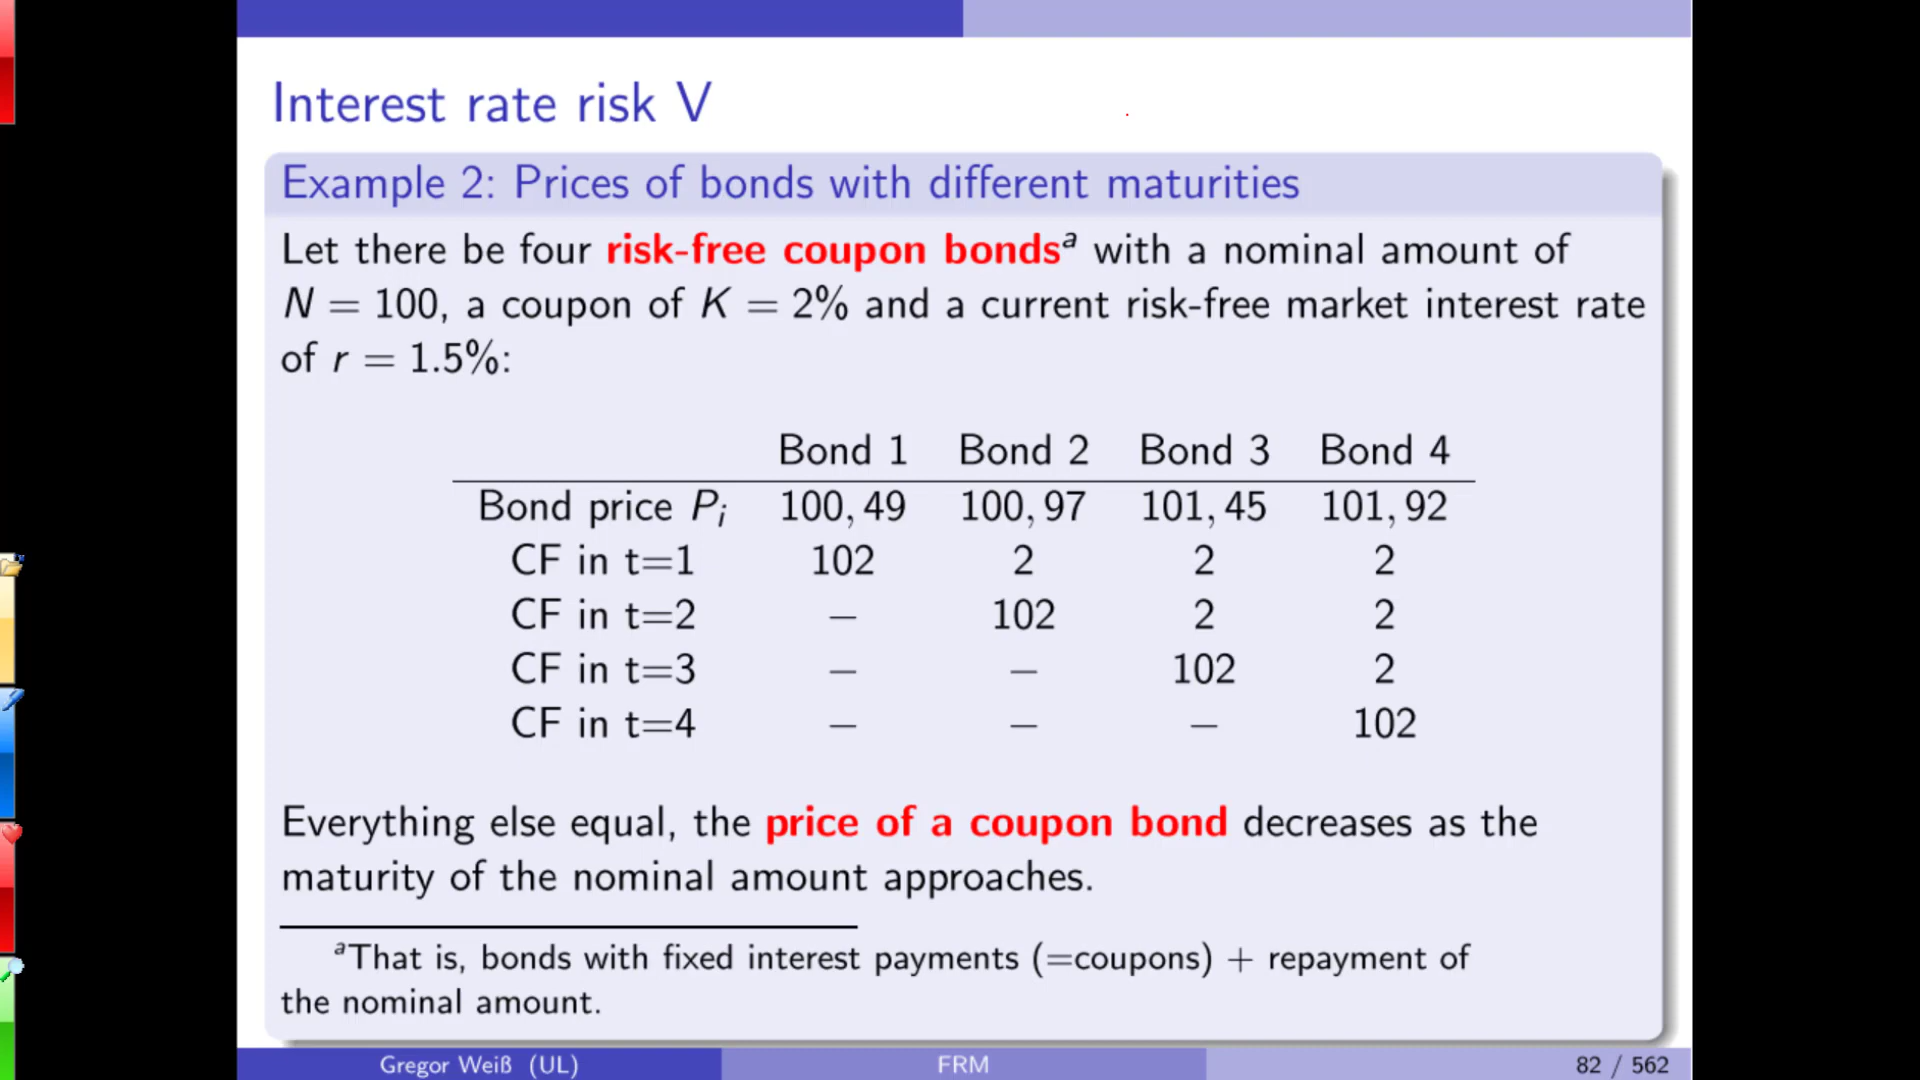 Interest rate risk V
Example 2: Prices of bonds with different maturities
Let there be four risk-free coupon bondsᵃ with a nominal amount of
N = 100, a coupon of K = 2% and a current risk-free market interest rate
of r = 1.5%:
Bond 1 Bond 2 Bond 3 Bond 4
Bond price Pᵢ 100,49 100,97 101,45 101,92
CF in t=1 102 2 2 2
CF in t=2 – 102 2 2
CF in t=3 – – 102 2
CF in t=4 – – – 102
Everything else equal, the price of a coupon bond decreases as the
maturity of the nominal amount approaches.
ᵃThat is, bonds with fixed interest payments (=coupons) + repayment of
the nominal amount.
Gregor Weiß (UL) FRM 82 / 562